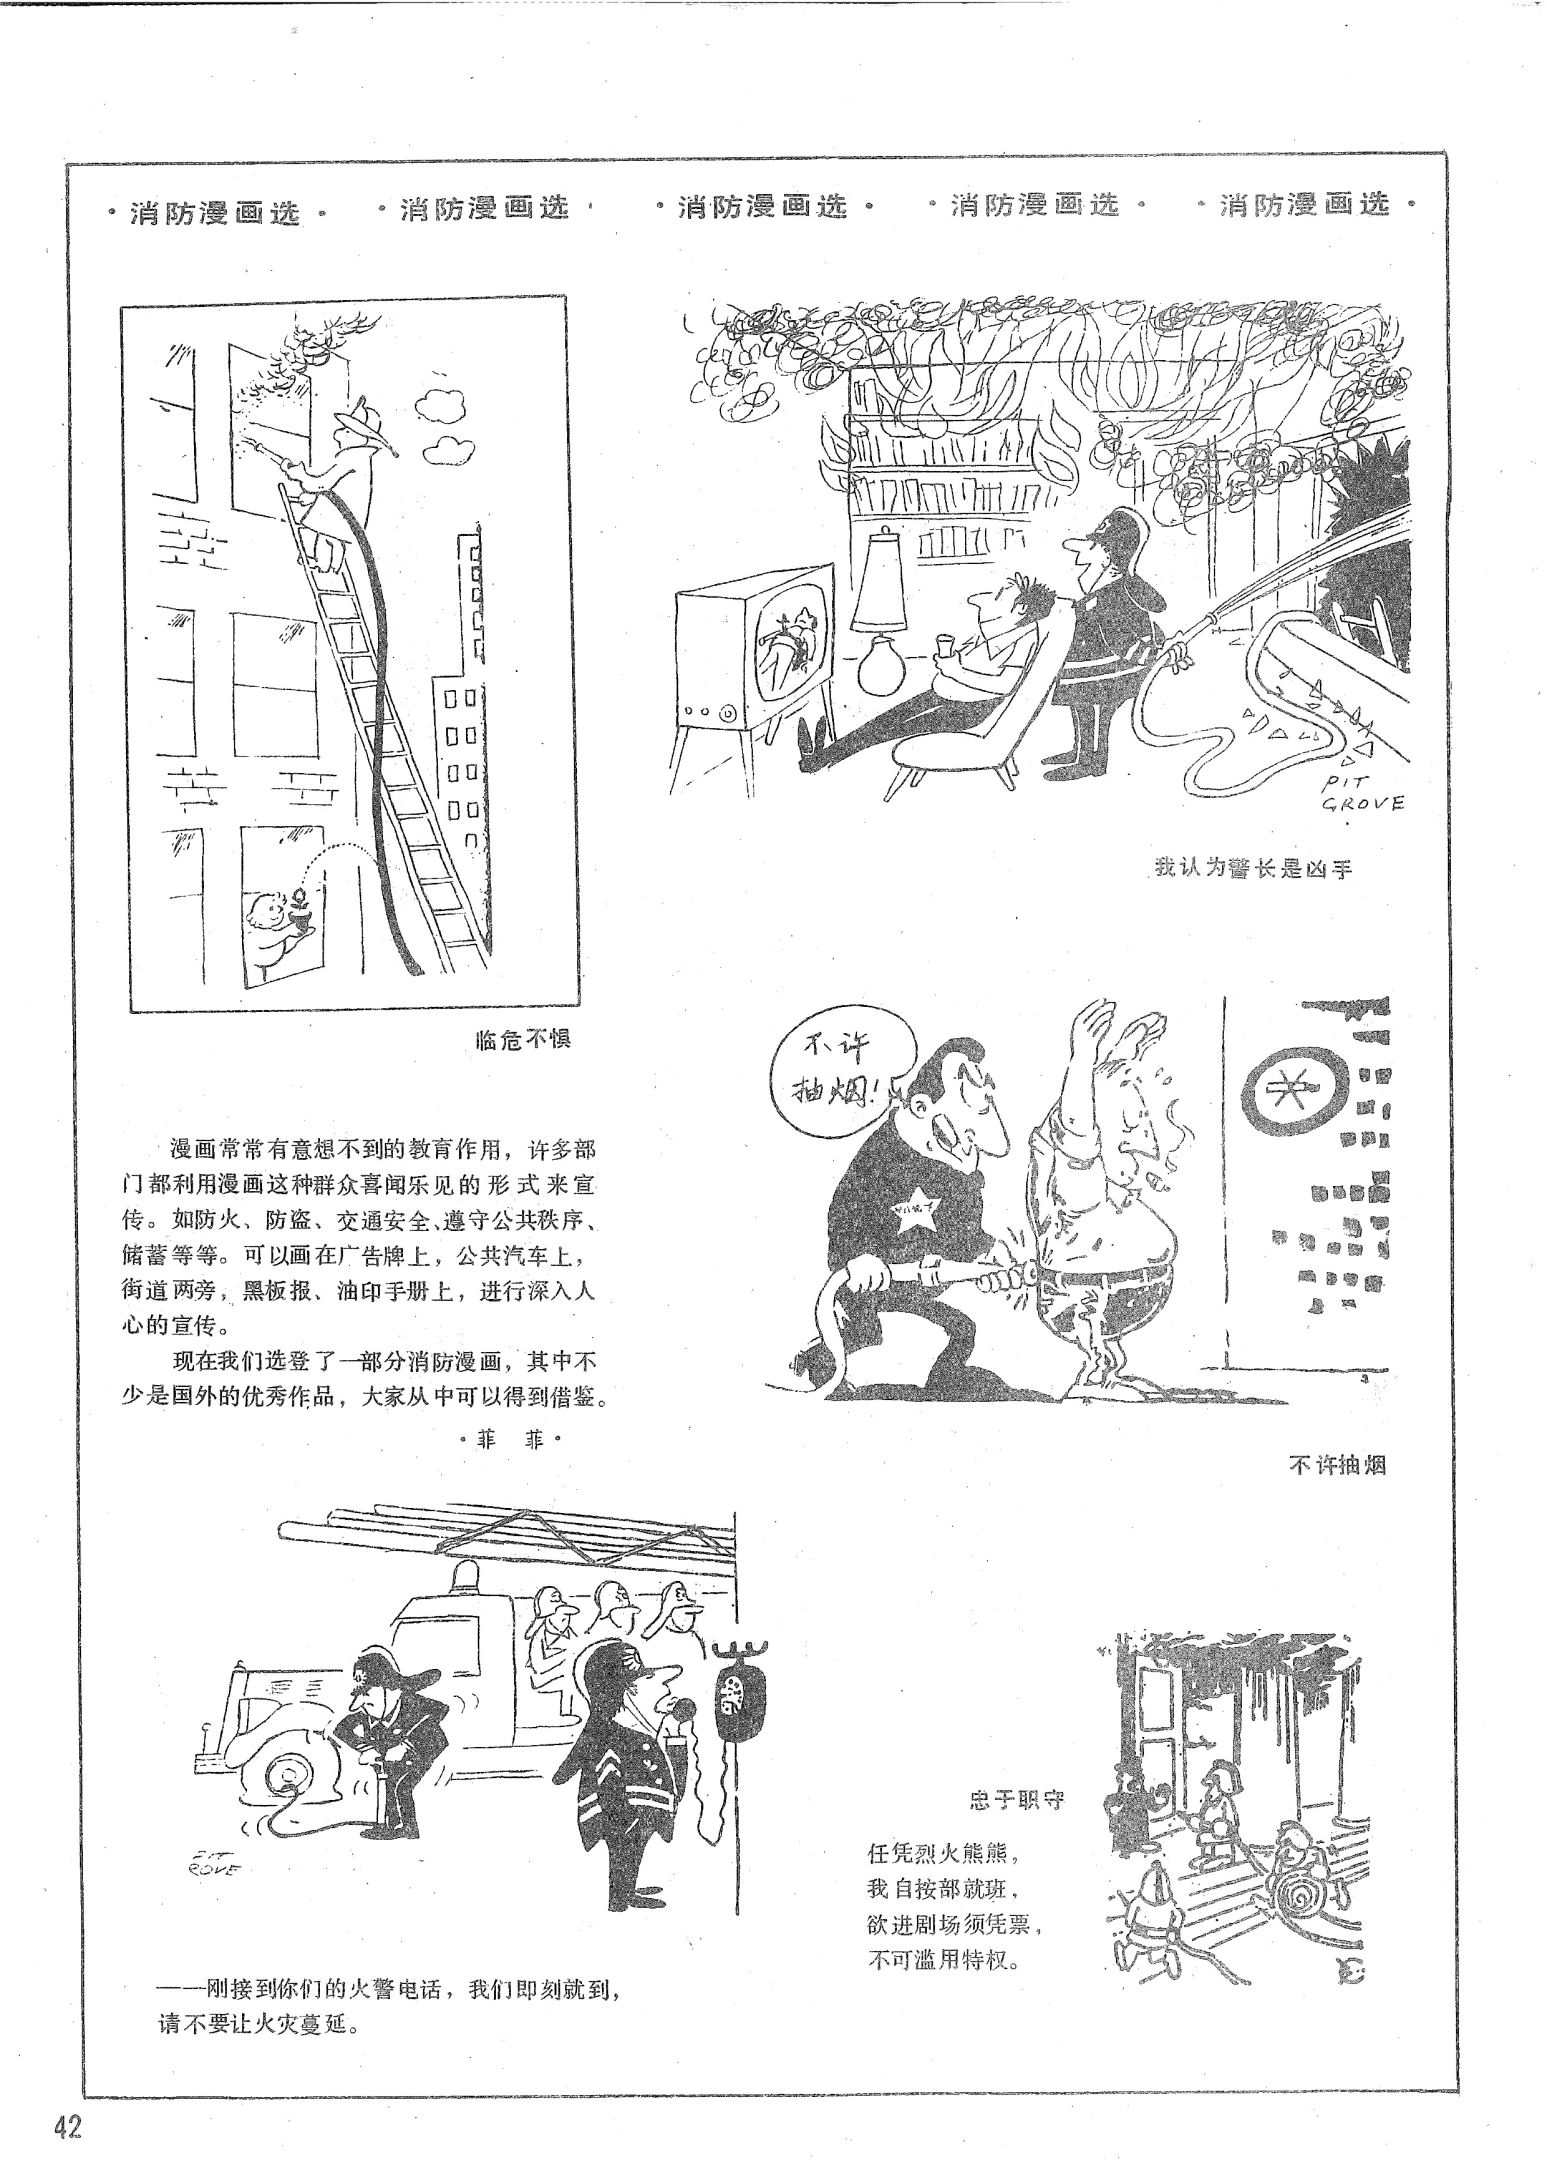 ·消防漫画选· ·消防漫画选· ·消防漫画选· ·消防漫画选· ·消防漫画选·
PIT
GROVE
我认为警长是凶手
临危不惧
不许
抽烟!
不许抽烟
漫画常常有意想不到的教育作用，许多部
门都利用漫画这种群众喜闻乐见的形式来宣
传。如防火、防盗、交通安全、遵守公共秩序、
储蓄等等。可以画在广告牌上，公共汽车上，
街道两旁，黑板报、油印手册上，进行深入人
心的宣传。
现在我们选登了一部分消防漫画，其中不
少是国外的优秀作品，大家从中可以得到借鉴。
·菲 菲·
PIT
GROVE
——刚接到你们的火警电话，我们即刻就到，
请不要让火灾蔓延。
忠于职守
任凭烈火熊熊，
我自按部就班，
欲进剧场须凭票，
不可滥用特权。
42